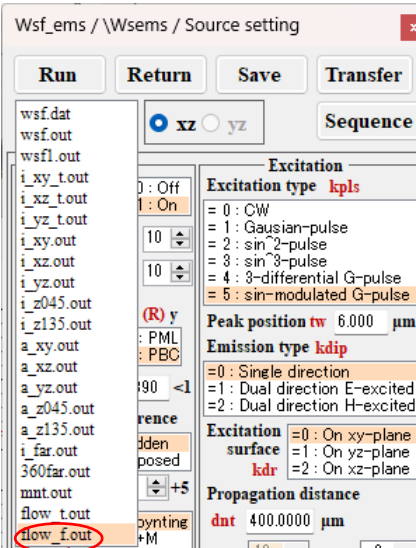 Wsf_ems / \Wsems / Source setting
Run Return Save Transfer
wsf.dat
wsf.out
wsf1.out
i_xy_t.out
i_xz_t.out
i_yz_t.out
i_xy.out
i_xz.out
i_yz.out
i_z045.out
i_z135.out
a_xy.out
a_xz.out
a_yz.out
a_z045.out
a_z135.out
i_far.out
360far.out
mnt.out
flow_t.out
flow_f.out
xz yz
Sequence
: Off
1 : On
10
10
(R) y
: PML
: PBC
<1
+5
+M
Excitation
Excitation type kpls
= 0 : CW
= 1 : Gausian-pulse
= 2 : sin^2-pulse
= 3 : sin^3-pulse
= 4 : 3-differential G-pulse
= 5 : sin-modulated G-pulse
Peak position tw 6.000 μm
Emission type kdip
=0 : Single direction
=1 : Dual direction E-excited
=2 : Dual direction H-excited
Excitation surface kdr
=0 : On xy-plane
=1 : On yz-plane
=2 : On xz-plane
Propagation distance
dnt 400.0000 μm